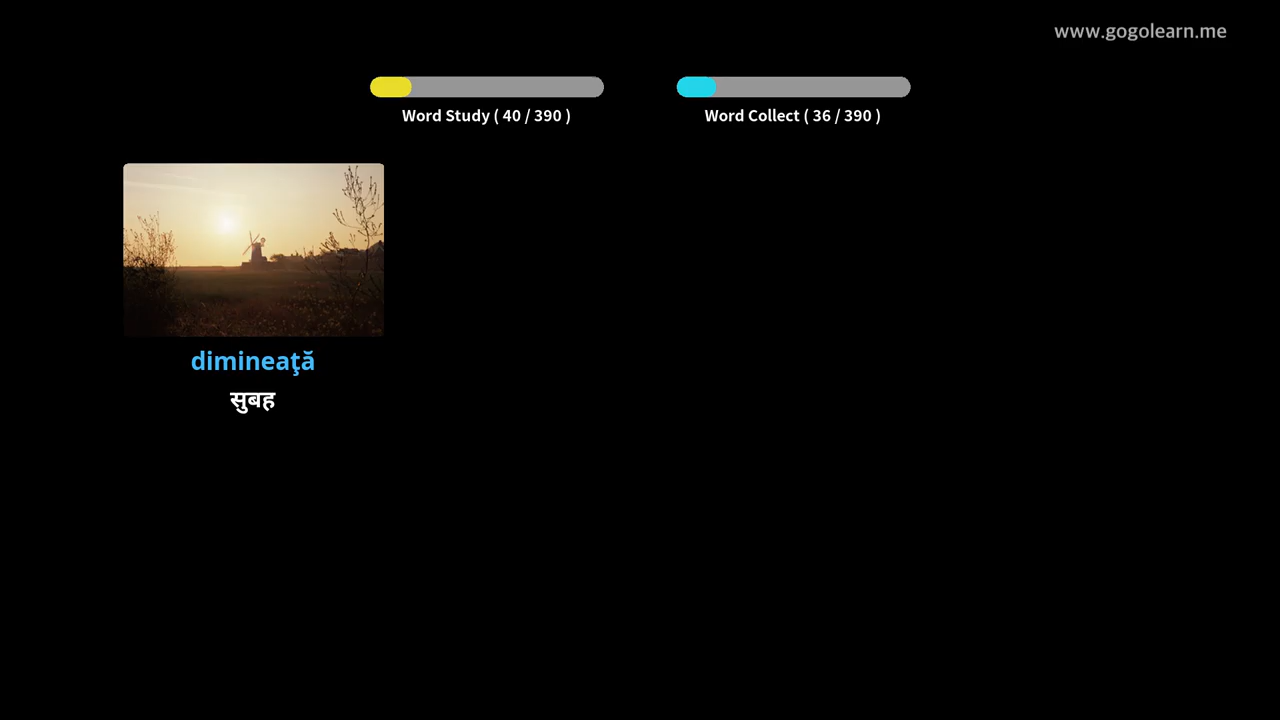 www.gogolearn.me
Word Study ( 40 / 390 )
Word Collect ( 36 / 390 )
dimineaţă
सुबह